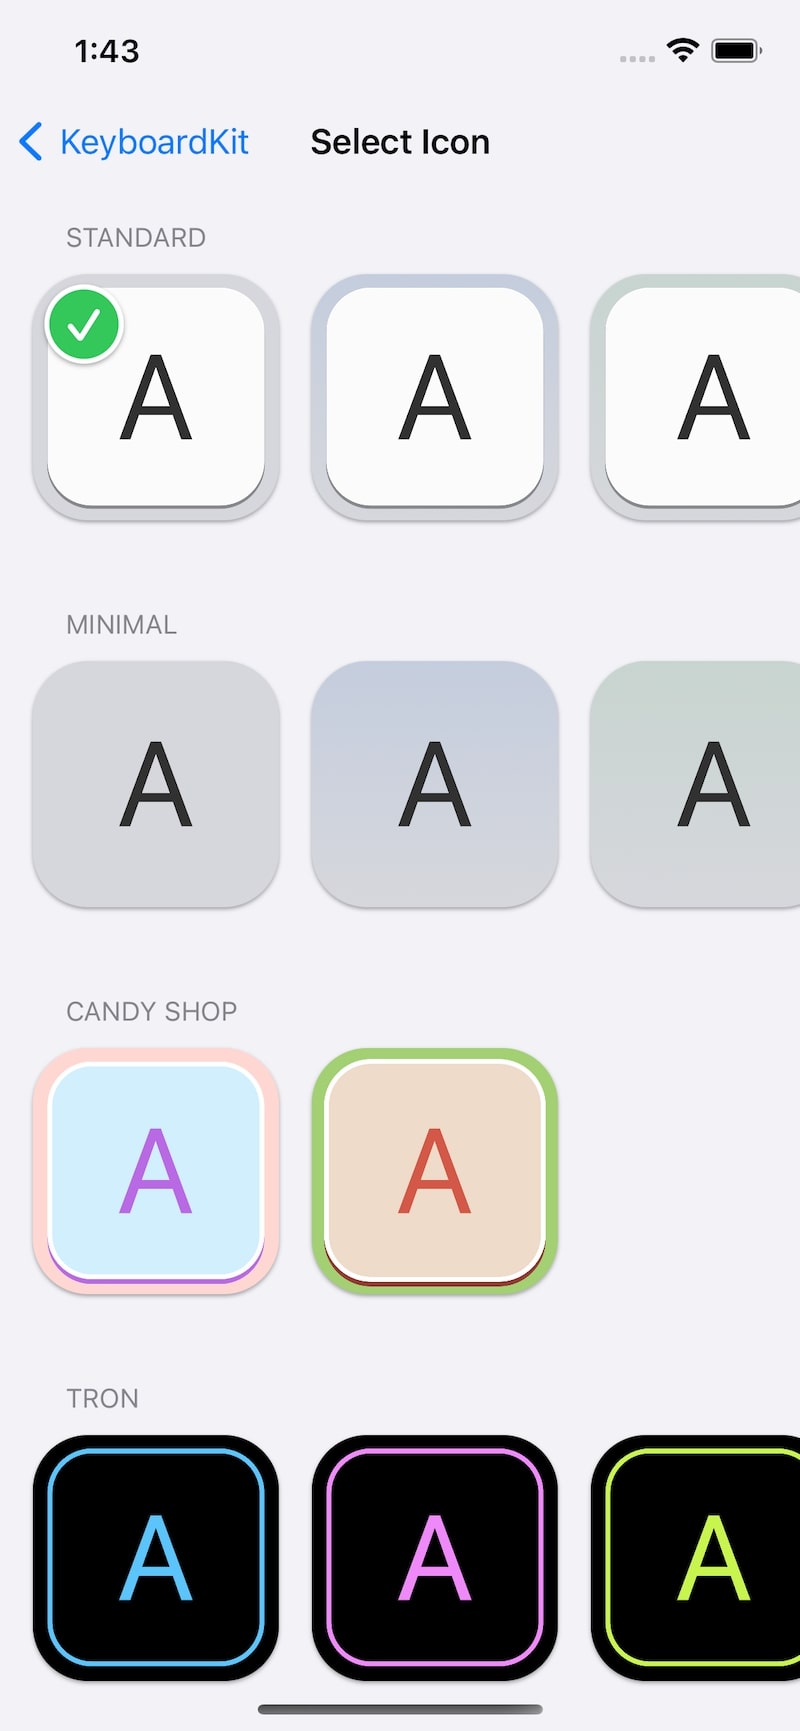 1:43
KeyboardKit Select Icon
STANDARD
A A A
MINIMAL
A A A
CANDY SHOP
A A
TRON
A A A